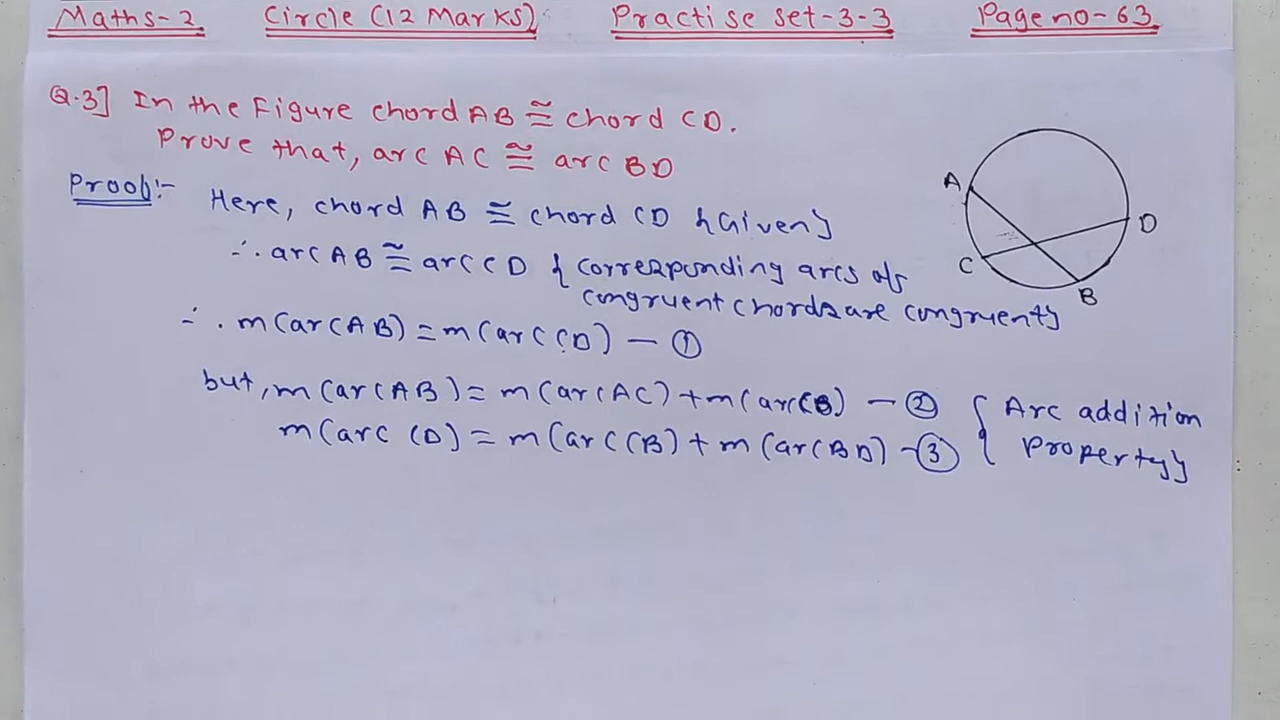 Maths-2 Circle (12 Marks): Practise set-3-3 Page no-63
Q.3] In the Figure chord AB ≅ chord CD.
Prove that, arc AC ≅ arc BD
Proof:-
Here, chord AB ≅ chord CD {Given}
∴ arc AB ≅ arc CD { corresponding arcs of
congruent chords are congruent}
∴ m(arc AB) = m(arc CD) — ①
but, m(arc AB) = m(arc AC) + m(arc CB) — ② { Arc addition
m(arc CD) = m(arc CB) + m(arc BD) — ③ Property}
A
D
C
B